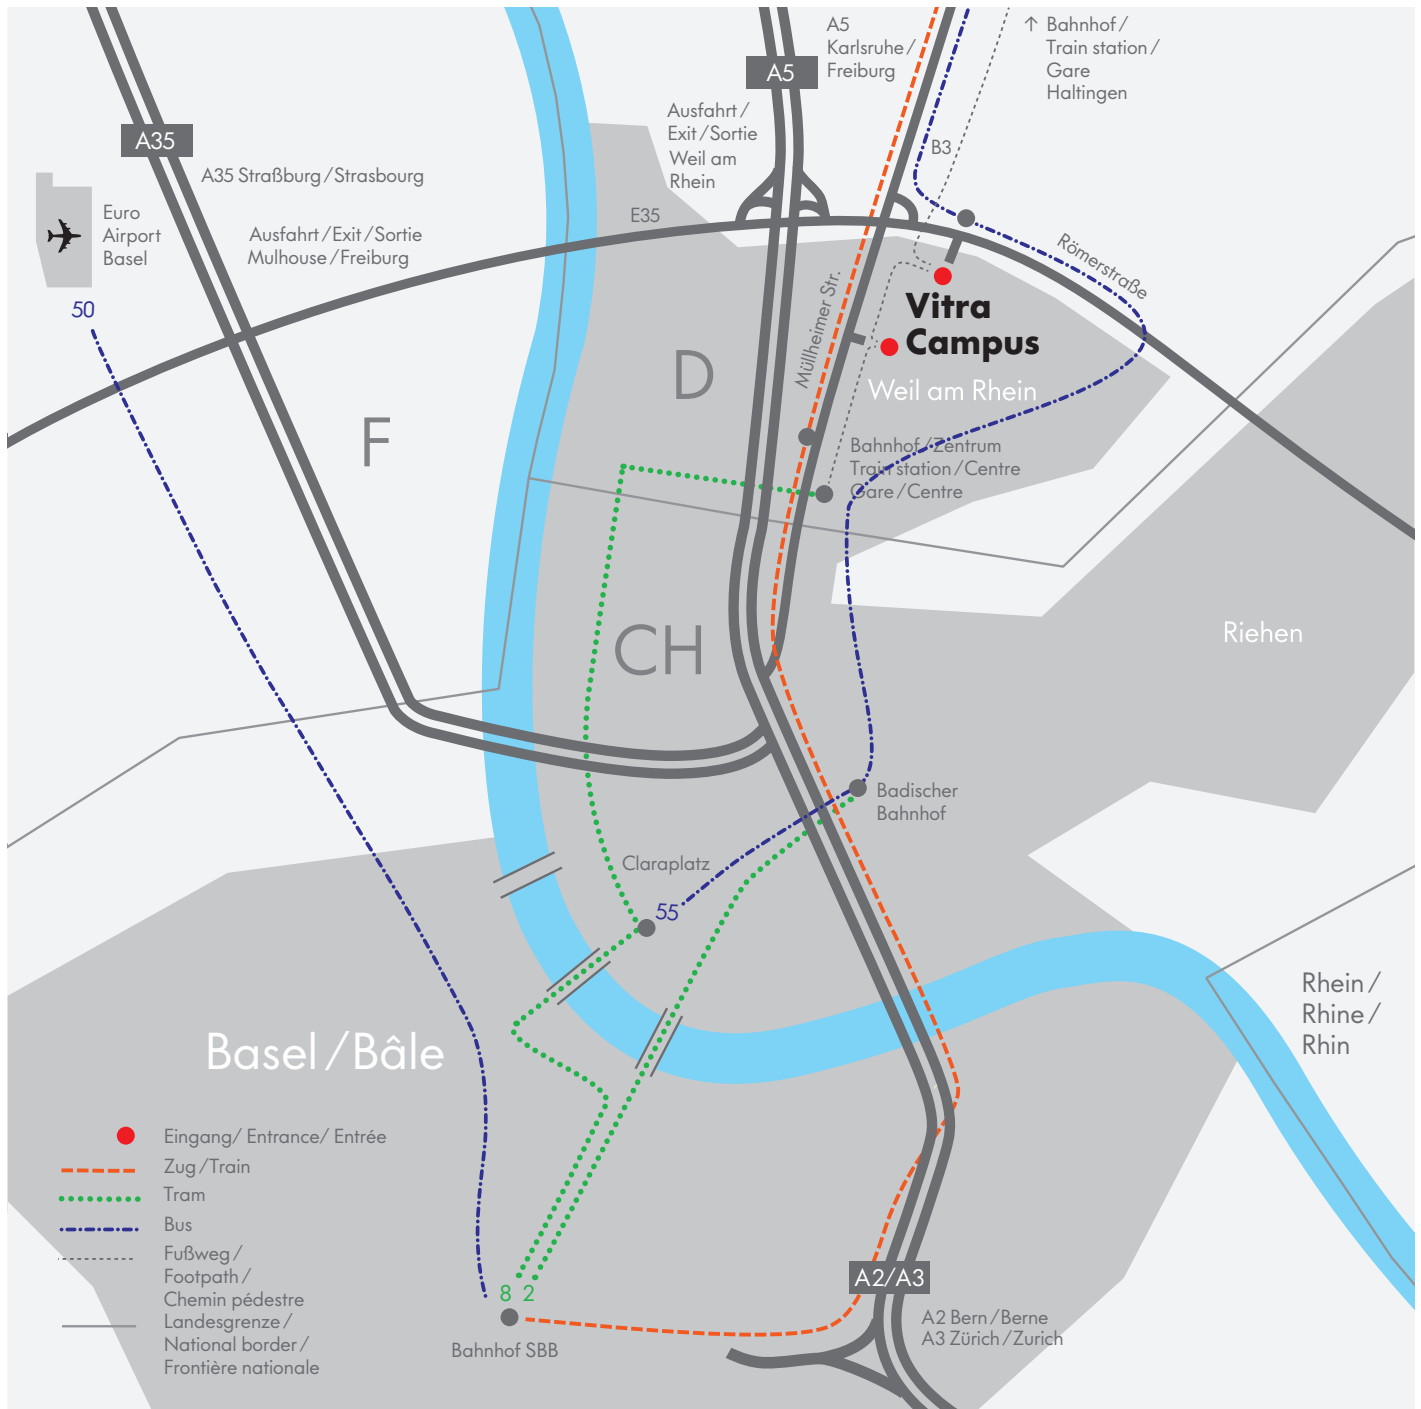 A5
Karlsruhe /
Freiburg
↑ Bahnhof /
Train station /
Gare
Haltingen
A5
Ausfahrt /
Exit / Sortie
Weil am
Rhein
A35
B3
A35 Straßburg / Strasbourg
Euro
Airport
Basel
E35
Ausfahrt / Exit / Sortie
Mulhouse / Freiburg
Römerstraße
50
Vitra
Campus
Müllheimer Str.
D
Weil am Rhein
F
Bahnhof / Zentrum
Train station / Centre
Gare / Centre
CH
Riehen
Badischer
Bahnhof
Claraplatz
55
Rhein /
Rhine /
Rhin
Basel / Bâle
Eingang/ Entrance/ Entrée
Zug / Train
Tram
Bus
Fußweg /
Footpath /
Chemin pédestre
Landesgrenze /
National border /
Frontière nationale
8 2
Bahnhof SBB
A2/A3
A2 Bern / Berne
A3 Zürich / Zurich